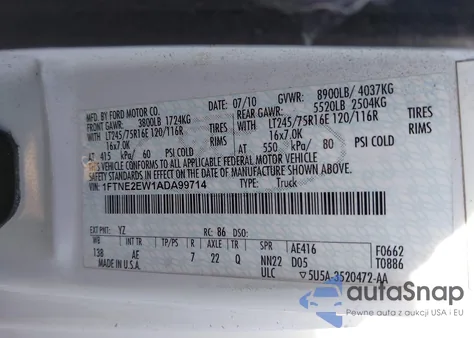 MFD. BY FORD MOTOR CO.
DATE: 07/10 GVWR: 8900LB/ 4037KG
FRONT GAWR: 3800LB 1724KG
REAR GAWR: 5520LB 2504KG
WITH LT245/75R16E 120/116R TIRES
WITH LT245/75R16E 120/116R TIRES
16x7.0K
16x7.0K
AT 415 kPa/ 60 PSI COLD
AT 550 kPa/ 80 PSI COLD
THIS VEHICLE CONFORMS TO ALL APPLICABLE FEDERAL MOTOR VEHICLE
SAFETY STANDARDS IN EFFECT ON THE DATE OF MANUFACTURE SHOWN ABOVE.
VIN: 1FTNE2EW1ADA99714
TYPE: Truck
EXT PNT: YZ RC: 86 DSO:
WB INT TR TP/PS R AXLE TR SPR AE416 F0662
138 AE 7 22 Q NN22 D05 T0886
MADE IN U.S.A. ULC 5U5A-3520472-AA
autaSnap
Pewne auto z aukcji USA i EU